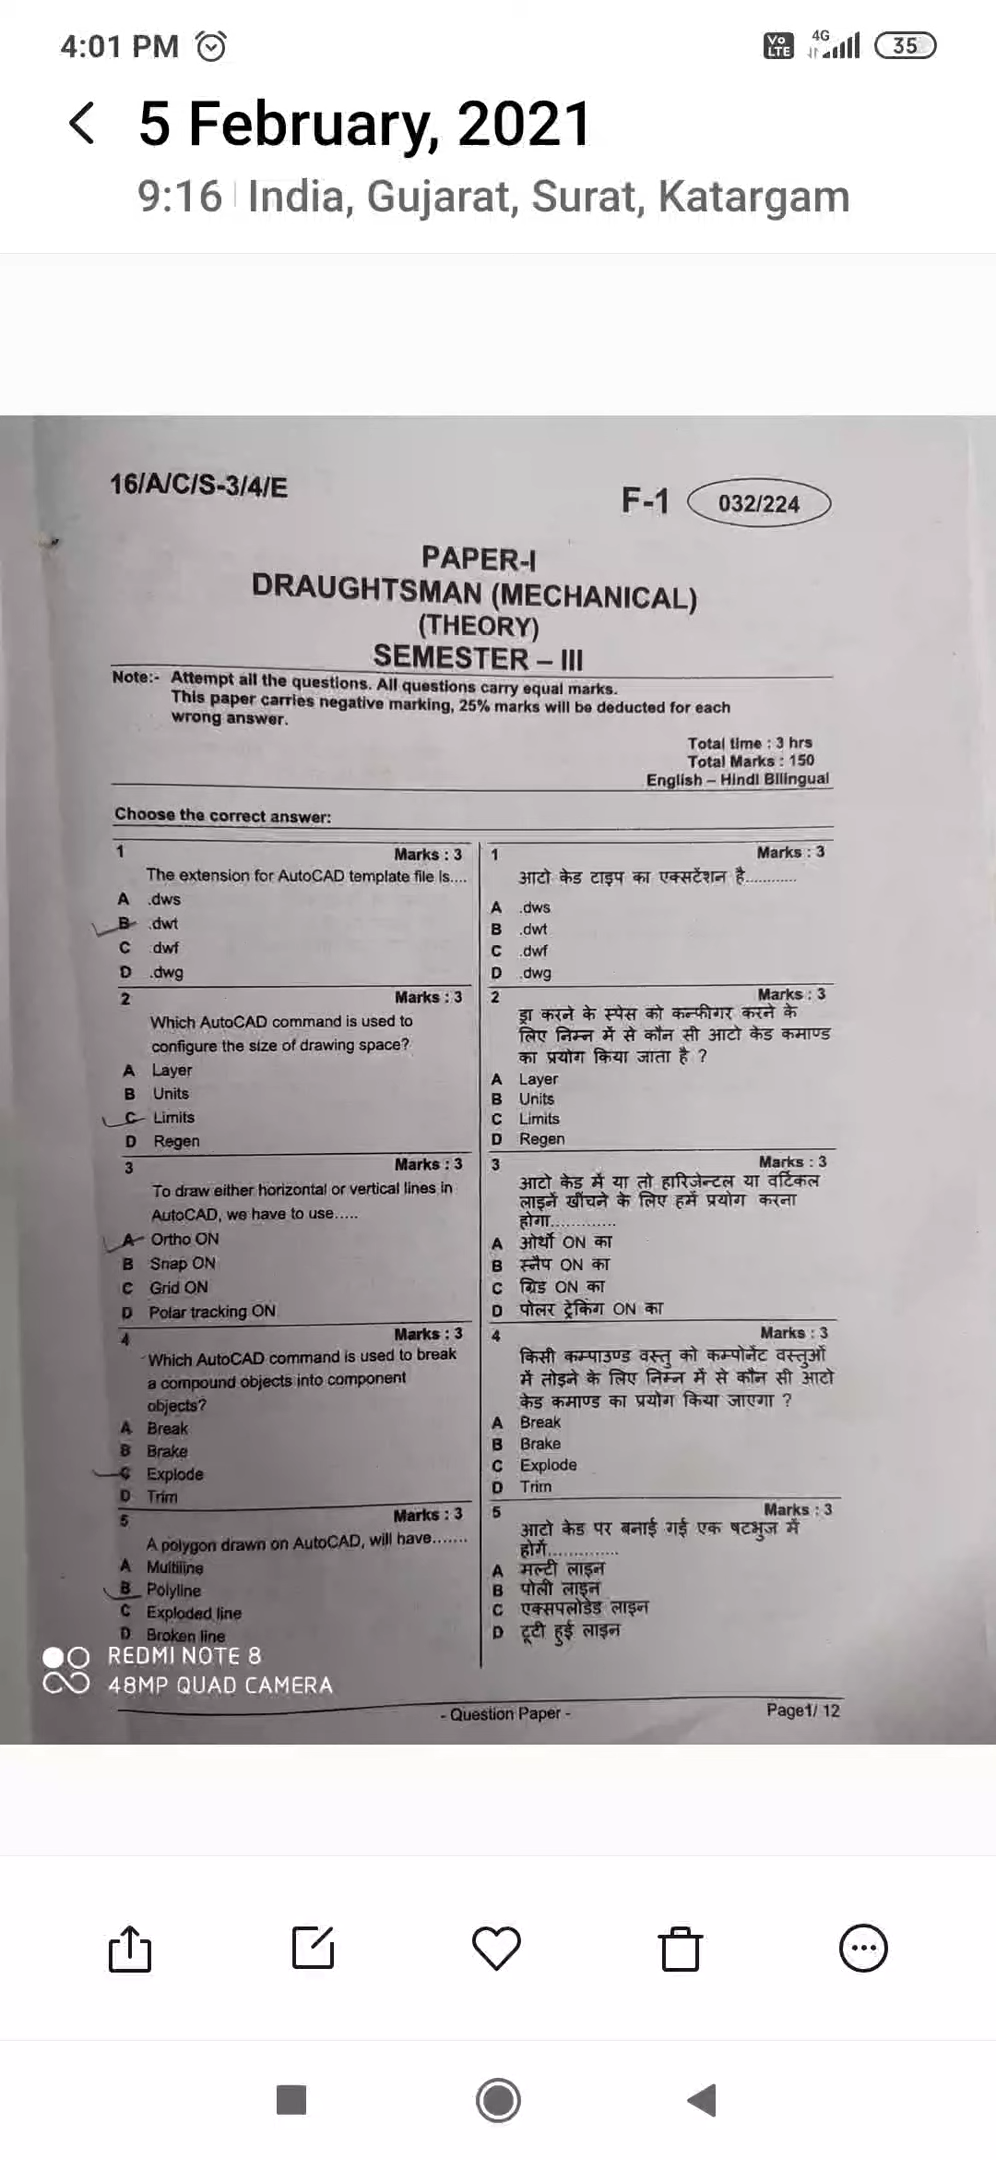 4:01 PM
Vo LTE 4G 35
5 February, 2021
9:16 India, Gujarat, Surat, Katargam
16/A/C/S-3/4/E
F-1 032/224
PAPER-I
DRAUGHTSMAN (MECHANICAL)
(THEORY)
SEMESTER – III
Note:- Attempt all the questions. All questions carry equal marks.
This paper carries negative marking, 25% marks will be deducted for each
wrong answer.
Total time : 3 hrs
Total Marks : 150
English – Hindi Bilingual
Choose the correct answer:
1 Marks : 3
The extension for AutoCAD template file is....
A .dws
B .dwt
C .dwf
D .dwg
2 Marks : 3
Which AutoCAD command is used to
configure the size of drawing space?
A Layer
B Units
C Limits
D Regen
3 Marks : 3
To draw either horizontal or vertical lines in
AutoCAD, we have to use.....
A Ortho ON
B Snap ON
C Grid ON
D Polar tracking ON
4 Marks : 3
Which AutoCAD command is used to break
a compound objects into component
objects?
A Break
B Brake
C Explode
D Trim
5 Marks : 3
A polygon drawn on AutoCAD, will have.......
A Multiline
B Polyline
C Exploded line
D Broken line
1 Marks : 3
आटो केड टाइप का एक्सटेंशन है............
A .dws
B .dwt
C .dwf
D .dwg
2 Marks : 3
ड्रा करने के स्पेस को कन्फीगर करने के
लिए निम्न में से कौन सी आटो केड कमाण्ड
का प्रयोग किया जाता है ?
A Layer
B Units
C Limits
D Regen
3 Marks : 3
आटो केड में या तो हारिजेन्टल या वर्टिकल
लाइनें खींचने के लिए हमें प्रयोग करना
होगा.............
A ओर्थो ON का
B स्नैप ON का
C ग्रिड ON का
D पोलर ट्रेकिंग ON का
4 Marks : 3
किसी कम्पाउण्ड वस्तु को कम्पोनेंट वस्तुओं
में तोड़ने के लिए निम्न में से कौन सी आटो
केड कमाण्ड का प्रयोग किया जाएगा ?
A Break
B Brake
C Explode
D Trim
5 Marks : 3
आटो केड पर बनाई गई एक षटभुज में
होगें..............
A मल्टी लाइन
B पोली लाइन
C एक्सपलोडेड लाइन
D टूटी हुई लाइन
REDMI NOTE 8
48MP QUAD CAMERA
- Question Paper -
Page1/ 12